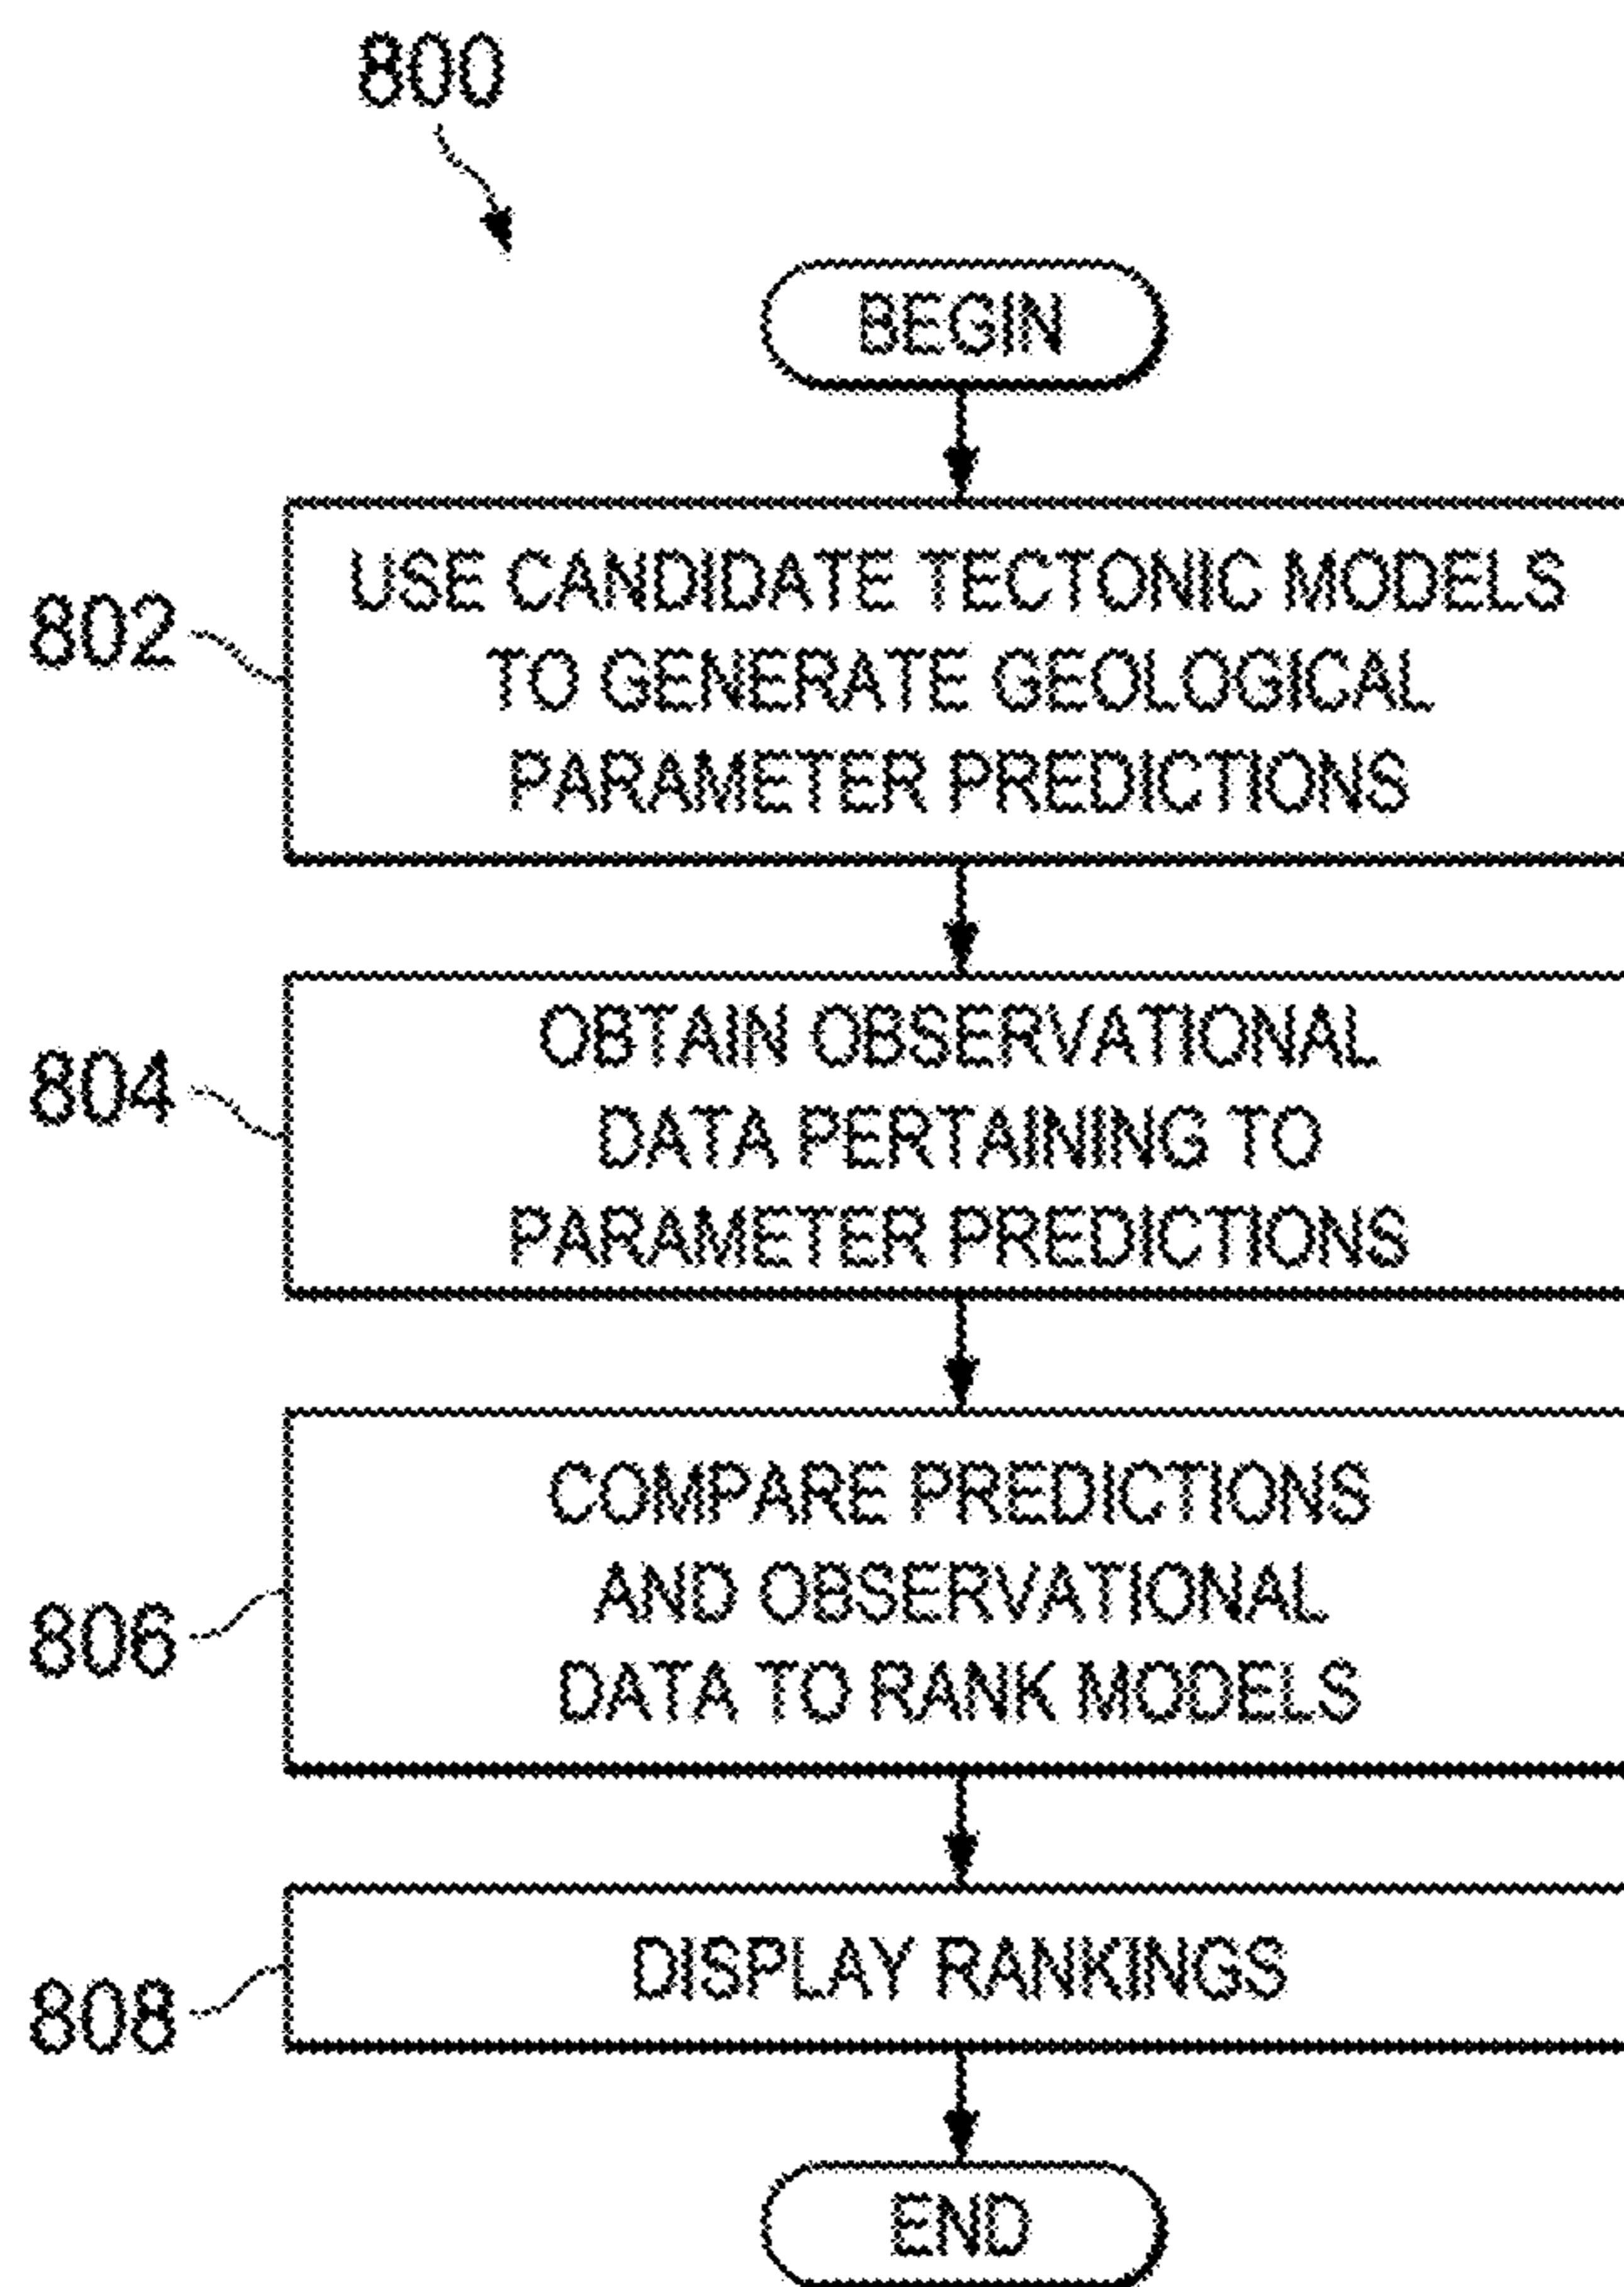 800
BEGIN
802
USE CANDIDATE TECTONIC MODELS
TO GENERATE GEOLOGICAL
PARAMETER PREDICTIONS
804
OBTAIN OBSERVATIONAL
DATA PERTAINING TO
PARAMETER PREDICTIONS
806
COMPARE PREDICTIONS
AND OBSERVATIONAL
DATA TO RANK MODELS
808
DISPLAY RANKINGS
END